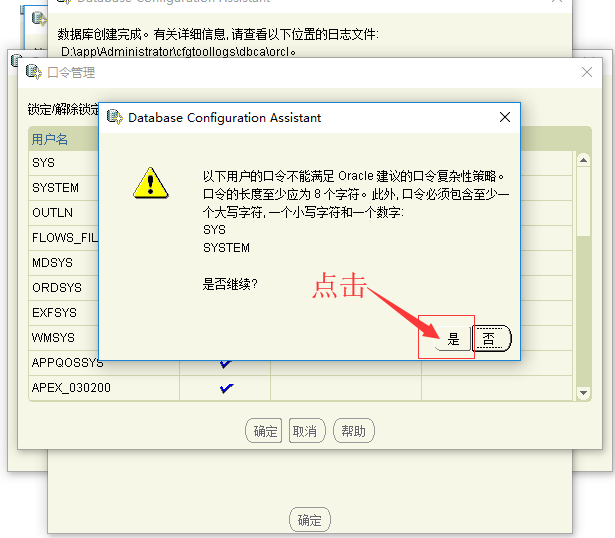 Database Configuration Assistant
数据库创建完成。有关详细信息,请查看以下位置的日志文件:
D:\app\Administrator\cfgtoollogs\dbca\orcl。
口令管理
锁定/解除锁定
用户名
SYS
SYSTEM
OUTLN
FLOWS_FIL
MDSYS
ORDSYS
EXFSYS
WMSYS
APPQOSSYS
APEX_030200
Database Configuration Assistant
以下用户的口令不能满足 Oracle 建议的口令复杂性策略。
口令的长度至少应为 8 个字符。此外, 口令必须包含至少一
个大写字符, 一个小写字符和一个数字:
SYS
SYSTEM
是否继续?
点击
是 否
确定 取消 帮助
确定